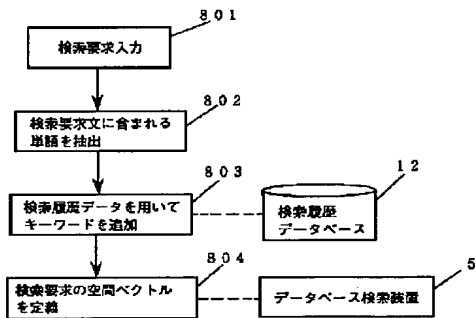 801
検索要求入力
802
検索要求文に含まれる
単語を抽出
803
検索履歴データを用いて
キーワードを追加
12
検索履歴
データベース
804
検索要求の空間ベクトル
を定義
5
データベース検索装置